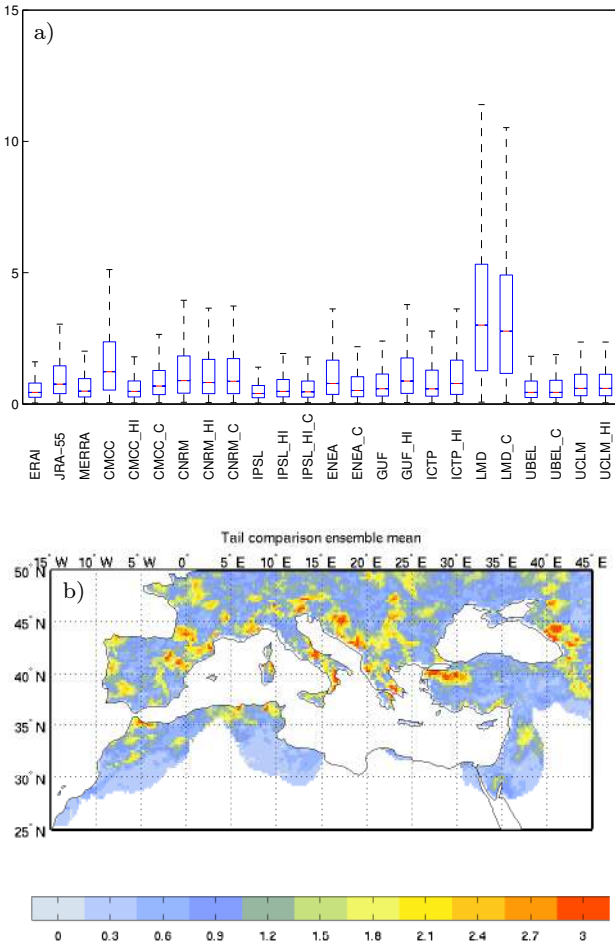 15
a)
10
5
0
ERAI
JRA-55
MERRA
CMCC
CMCC_HI
CMCC_C
CNRM
CNRM_HI
CNRM_C
IPSL
IPSL_HI
IPSL_HI_C
ENEA
ENEA_C
GUF
GUF_HI
ICTP
ICTP_HI
LMD
LMD_C
UBEL
UBEL_C
UCLM
UCLM_HI
Tail comparison ensemble mean
15° W 10° W 5° W 0° 5° E 10° E 15° E 20° E 25° E 30° E 35° E 40° E 45° E
50° N
b)
45° N
40° N
35° N
30° N
25° N
0 0.3 0.6 0.9 1.2 1.5 1.8 2.1 2.4 2.7 3